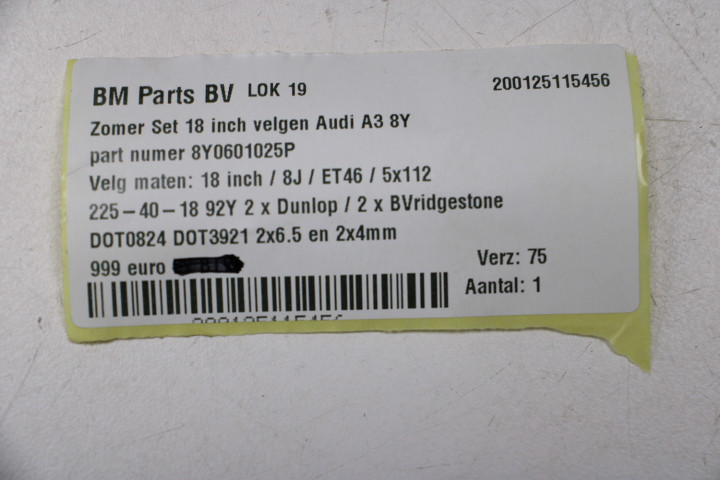 BM Parts BV LOK 19 200125115456
Zomer Set 18 inch velgen Audi A3 8Y
part numer 8Y0601025P
Velg maten: 18 inch / 8J / ET46 / 5x112
225-40-18 92Y 2 x Dunlop / 2 x BVridgestone
DOT0824 DOT3921 2x6.5 en 2x4mm
999 euro Verz: 75
Aantal: 1
200125115456